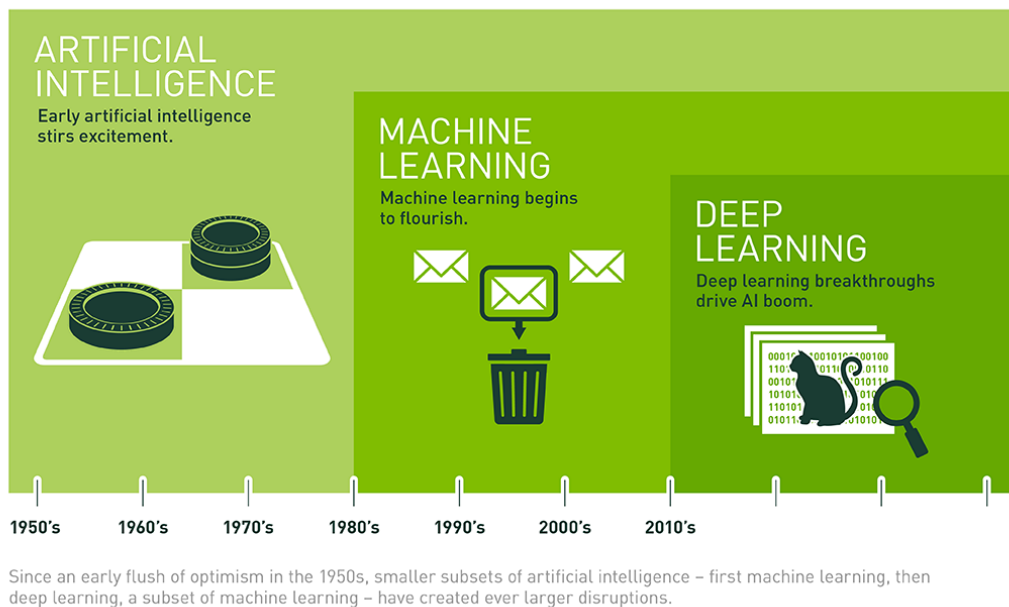 ARTIFICIAL
INTELLIGENCE
Early artificial intelligence
stirs excitement.
MACHINE
LEARNING
Machine learning begins
to flourish.
DEEP
LEARNING
Deep learning breakthroughs
drive AI boom.
1950's
1960's
1970's
1980's
1990's
2000's
2010's
Since an early flush of optimism in the 1950s, smaller subsets of artificial intelligence – first machine learning, then
deep learning, a subset of machine learning – have created ever larger disruptions.